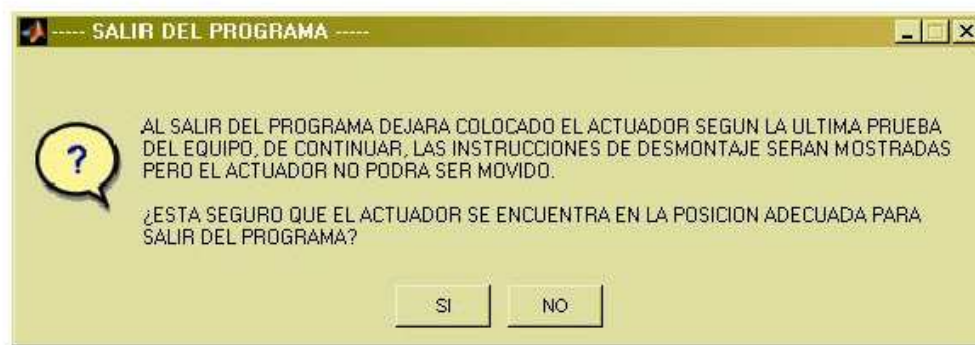 ----- SALIR DEL PROGRAMA -----
AL SALIR DEL PROGRAMA DEJARA COLOCADO EL ACTUADOR SEGUN LA ULTIMA PRUEBA
DEL EQUIPO, DE CONTINUAR, LAS INSTRUCCIONES DE DESMONTAJE SERAN MOSTRADAS
PERO EL ACTUADOR NO PODRA SER MOVIDO.
¿ESTA SEGURO QUE EL ACTUADOR SE ENCUENTRA EN LA POSICION ADECUADA PARA
SALIR DEL PROGRAMA?
SI
NO